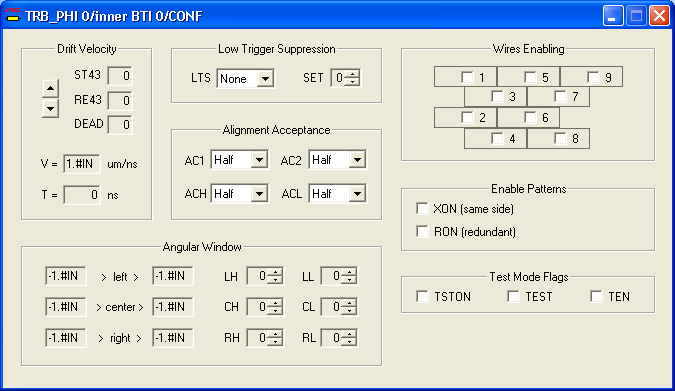 TRB_PHI 0/inner BTI 0/CONF
Drift Velocity
ST43 0
RE43 0
DEAD 0
V = 1.#IN um/ns
T = 0 ns
Low Trigger Suppression
LTS None SET 0
Alignment Acceptance
AC1 Half AC2 Half
ACH Half ACL Half
Wires Enabling
1 5 9
3 7
2 6
4 8
Enable Patterns
XON (same side)
RON (redundant)
Angular Window
-1.#IN > left > -1.#IN LH 0 LL 0
-1.#IN > center > -1.#IN CH 0 CL 0
-1.#IN > right > -1.#IN RH 0 RL 0
Test Mode Flags
TSTON TEST TEN